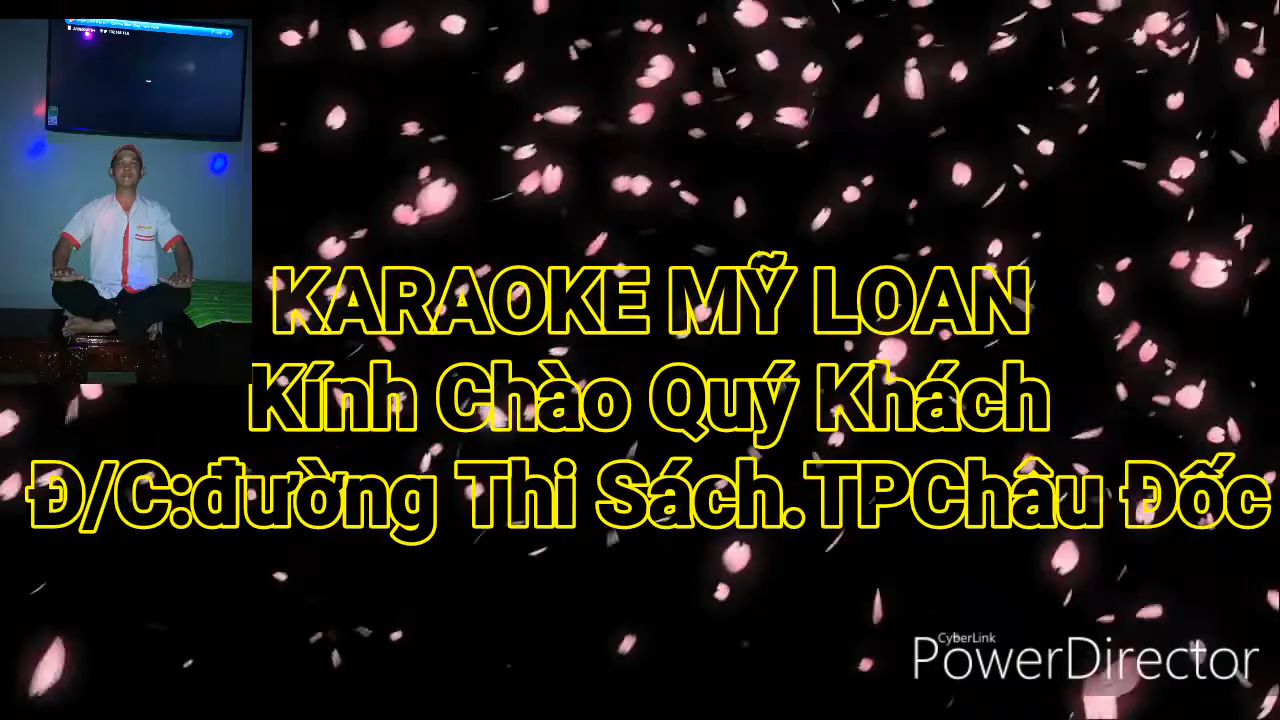 KARAOKE MỸ LOAN
Kính Chào Quý Khách
Đ/C:đường Thi Sách.TPChâu Đốc
CyberLink
PowerDirector